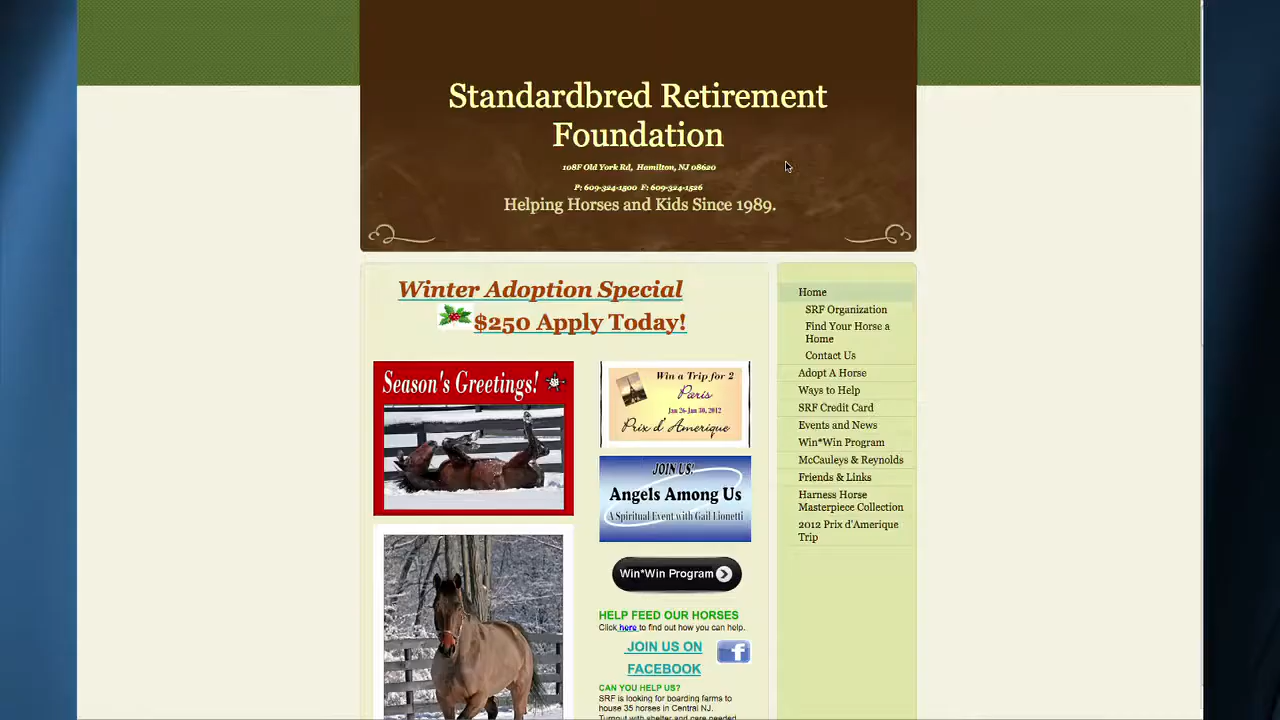 Standardbred Retirement
Foundation
108F Old York Rd, Hamilton, NJ 08620
P: 609-324-1500 F: 609-324-1526
Helping Horses and Kids Since 1989.
Winter Adoption Special
$250 Apply Today!
Season's Greetings!
Win a Trip for 2
Paris
Jan 26-Jan 30, 2012
Prix d' Amerique
JOIN US!
Angels Among Us
A Spiritual Event with Gail Lionetti
Win*Win Program
HELP FEED OUR HORSES
Click here to find out how you can help.
JOIN US ON
FACEBOOK
CAN YOU HELP US?
SRF is looking for boarding farms to
house 35 horses in Central NJ.
Turnout with shelter and care needed
Home
SRF Organization
Find Your Horse a
Home
Contact Us
Adopt A Horse
Ways to Help
SRF Credit Card
Events and News
Win*Win Program
McCauleys & Reynolds
Friends & Links
Harness Horse
Masterpiece Collection
2012 Prix d'Amerique
Trip